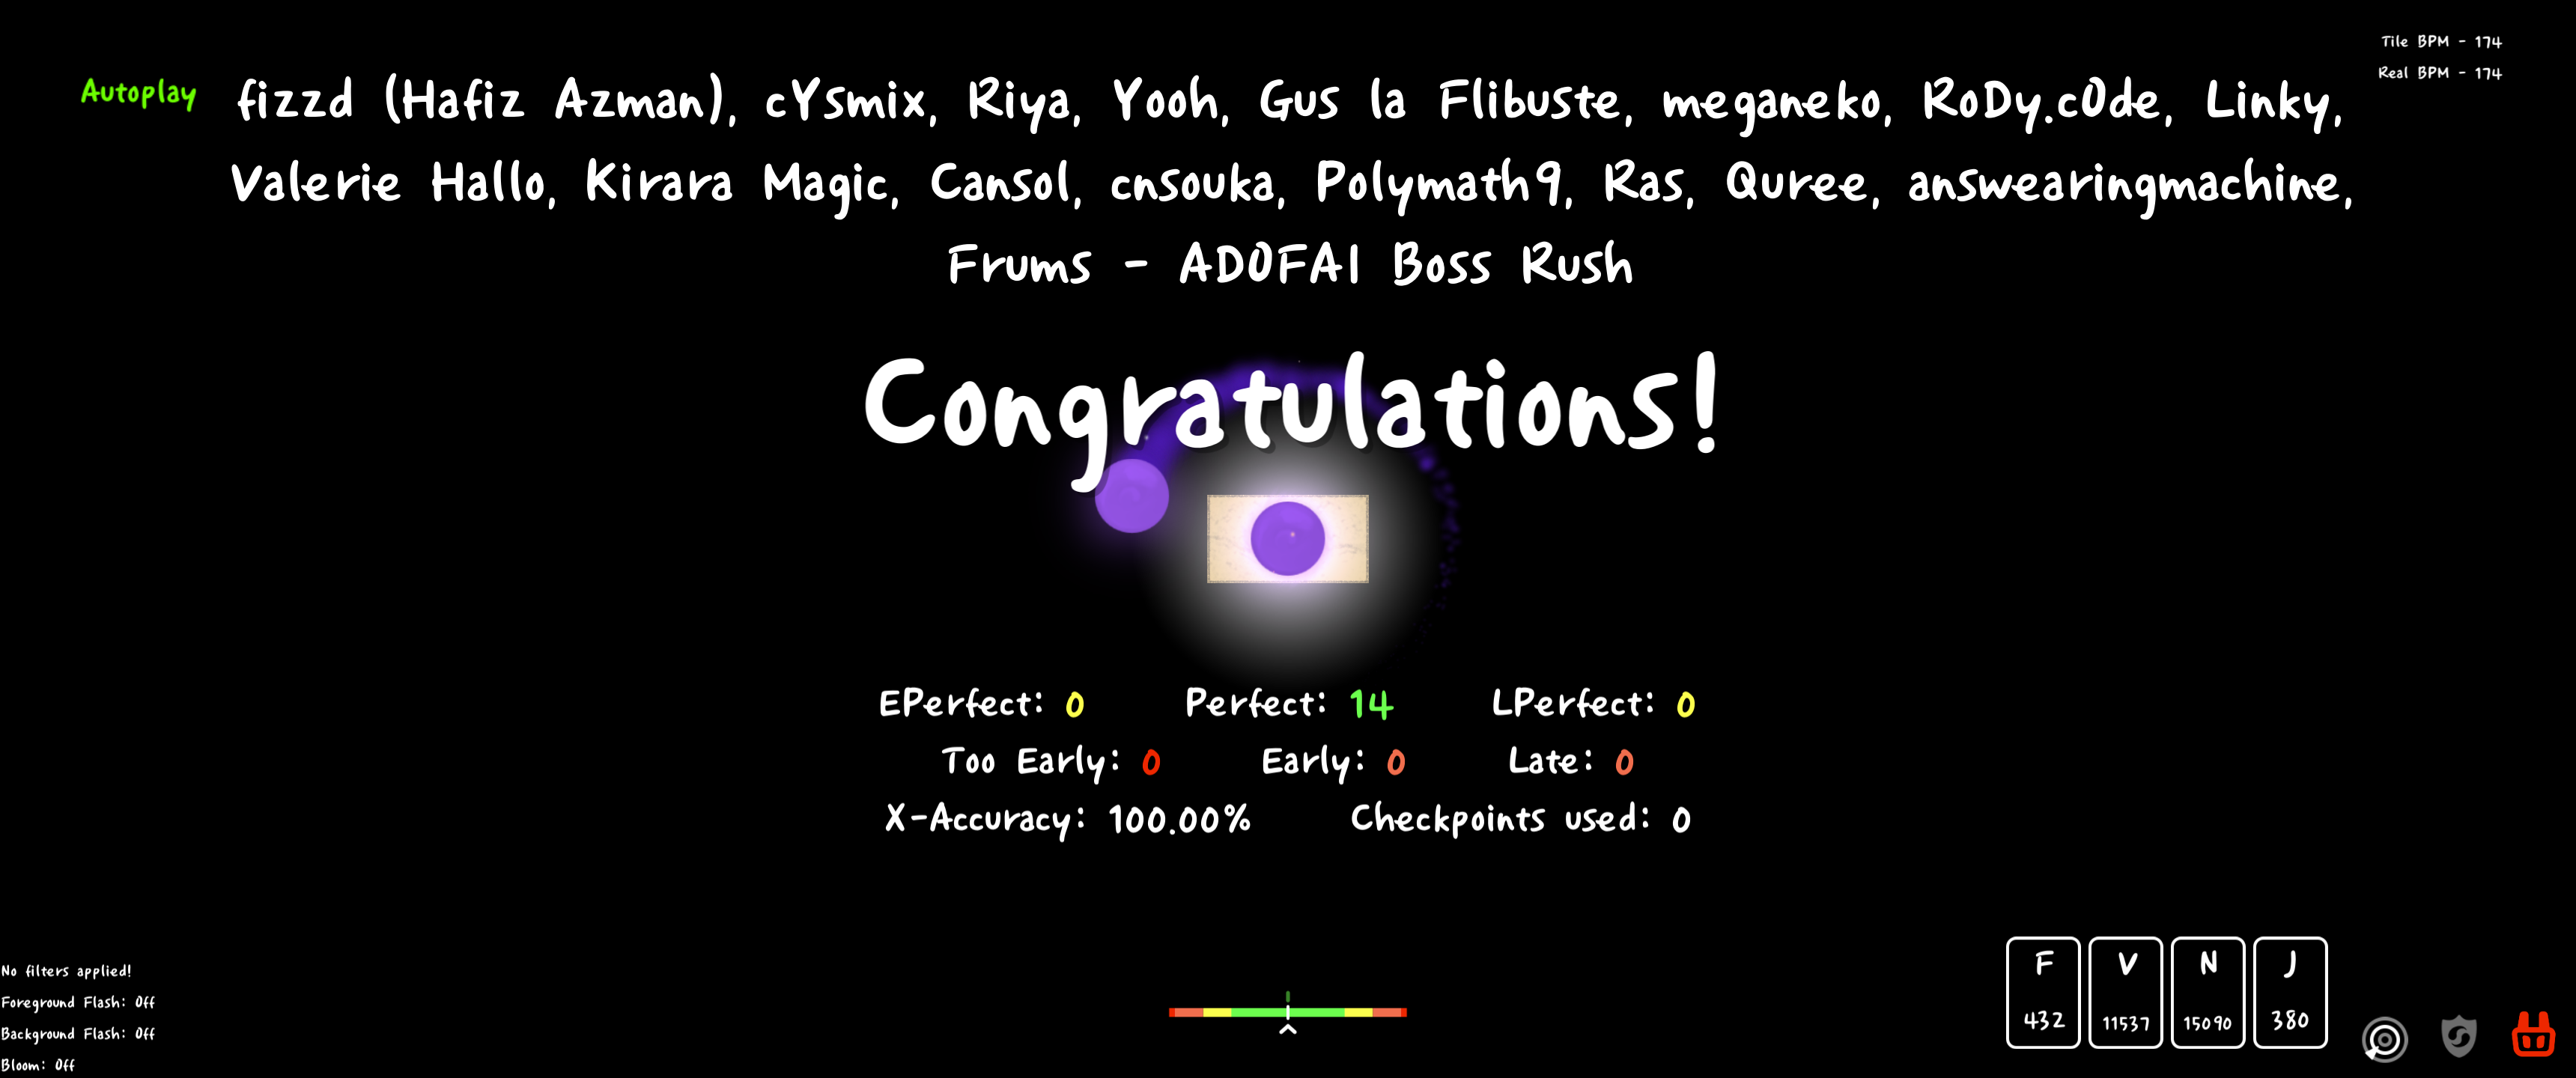 Tile BPM - 174
Real BPM - 174
Autoplay
fizzd (Hafiz Azman), cYsmix, Riya, Yooh, Gus la Flibuste, meganeko, RoDy.c0de, Linky,
Valerie Hallo, Kirara Magic, Cansol, cnsouka, Polymath9, Ras, Quree, answearingmachine,
Frums - ADOFAI Boss Rush
Congratulations!
EPerfect: 0 Perfect: 14 LPerfect: 0
Too Early: 0 Early: 0 Late: 0
X-Accuracy: 100.00% Checkpoints used: 0
No filters applied!
Foreground Flash: Off
Background Flash: Off
Bloom: Off
F V N J
432 11537 15090 380